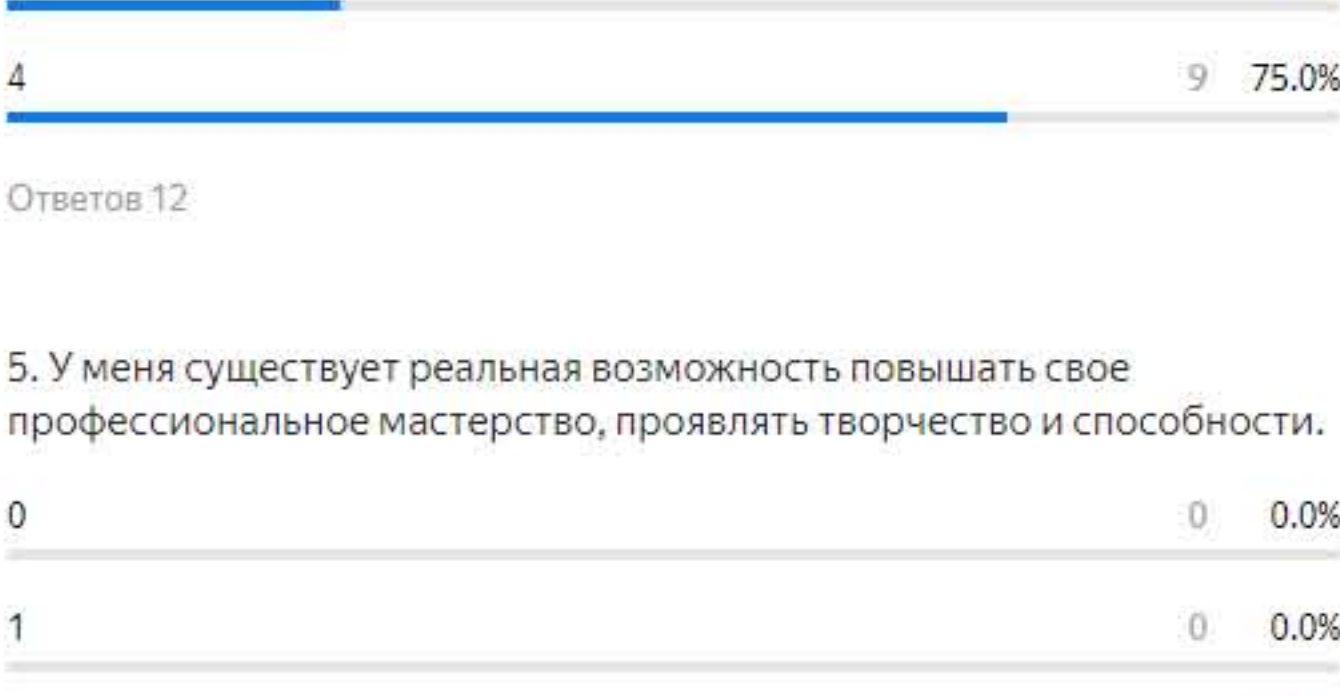 4 9 75.0%
Ответов 12
5. У меня существует реальная возможность повышать свое
профессиональное мастерство, проявлять творчество и способности.
0 0 0.0%
1 0 0.0%